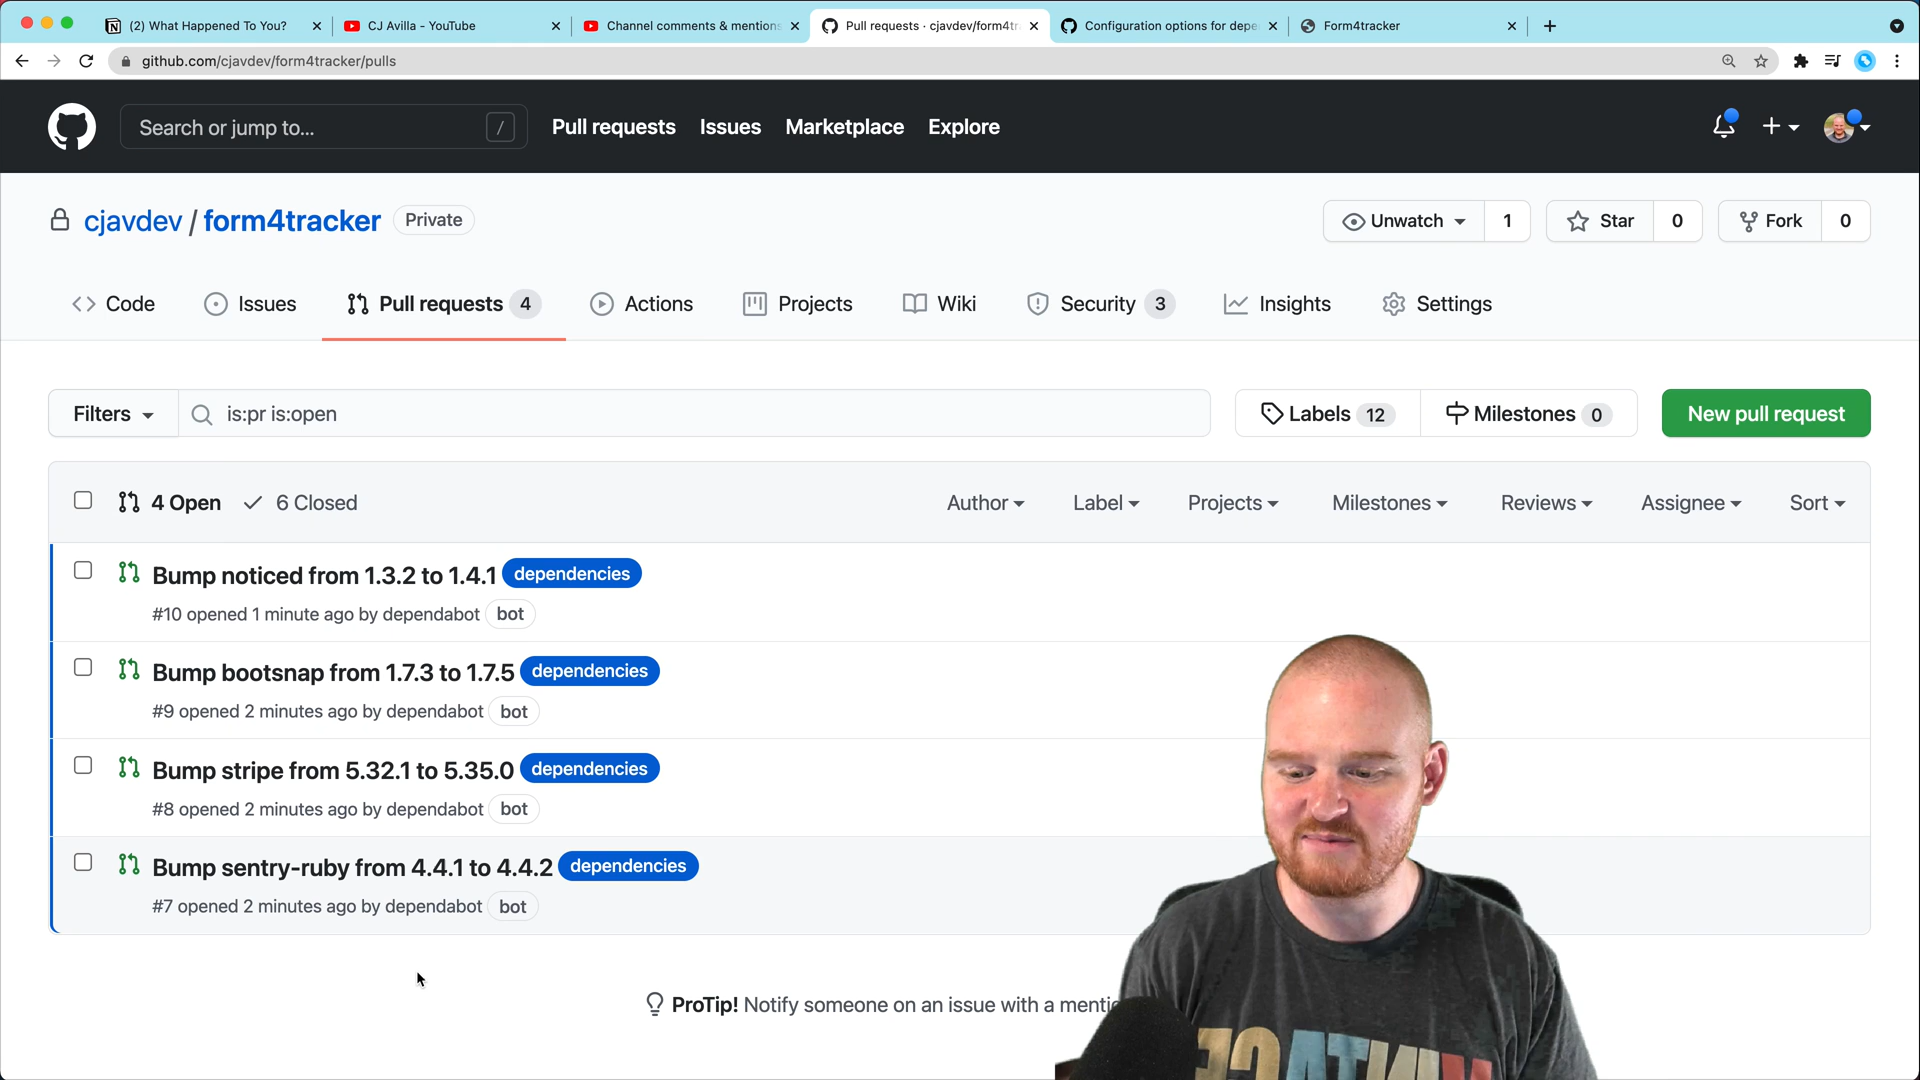 (2) What Happened To You?
CJ Avilla - YouTube
Channel comments & mentions
Pull requests · cjavdev/form4tr
Configuration options for depe
Form4tracker
github.com/cjavdev/form4tracker/pulls
Search or jump to... /
Pull requests Issues Marketplace Explore
cjavdev / form4tracker Private
Unwatch 1 Star 0 Fork 0
Code Issues Pull requests 4 Actions Projects Wiki Security 3 Insights Settings
Filters is:pr is:open Labels 12 Milestones 0 New pull request
4 Open 6 Closed Author Label Projects Milestones Reviews Assignee Sort
Bump noticed from 1.3.2 to 1.4.1 dependencies
#10 opened 1 minute ago by dependabot bot
Bump bootsnap from 1.7.3 to 1.7.5 dependencies
#9 opened 2 minutes ago by dependabot bot
Bump stripe from 5.32.1 to 5.35.0 dependencies
#8 opened 2 minutes ago by dependabot bot
Bump sentry-ruby from 4.4.1 to 4.4.2 dependencies
#7 opened 2 minutes ago by dependabot bot
ProTip! Notify someone on an issue with a mentio